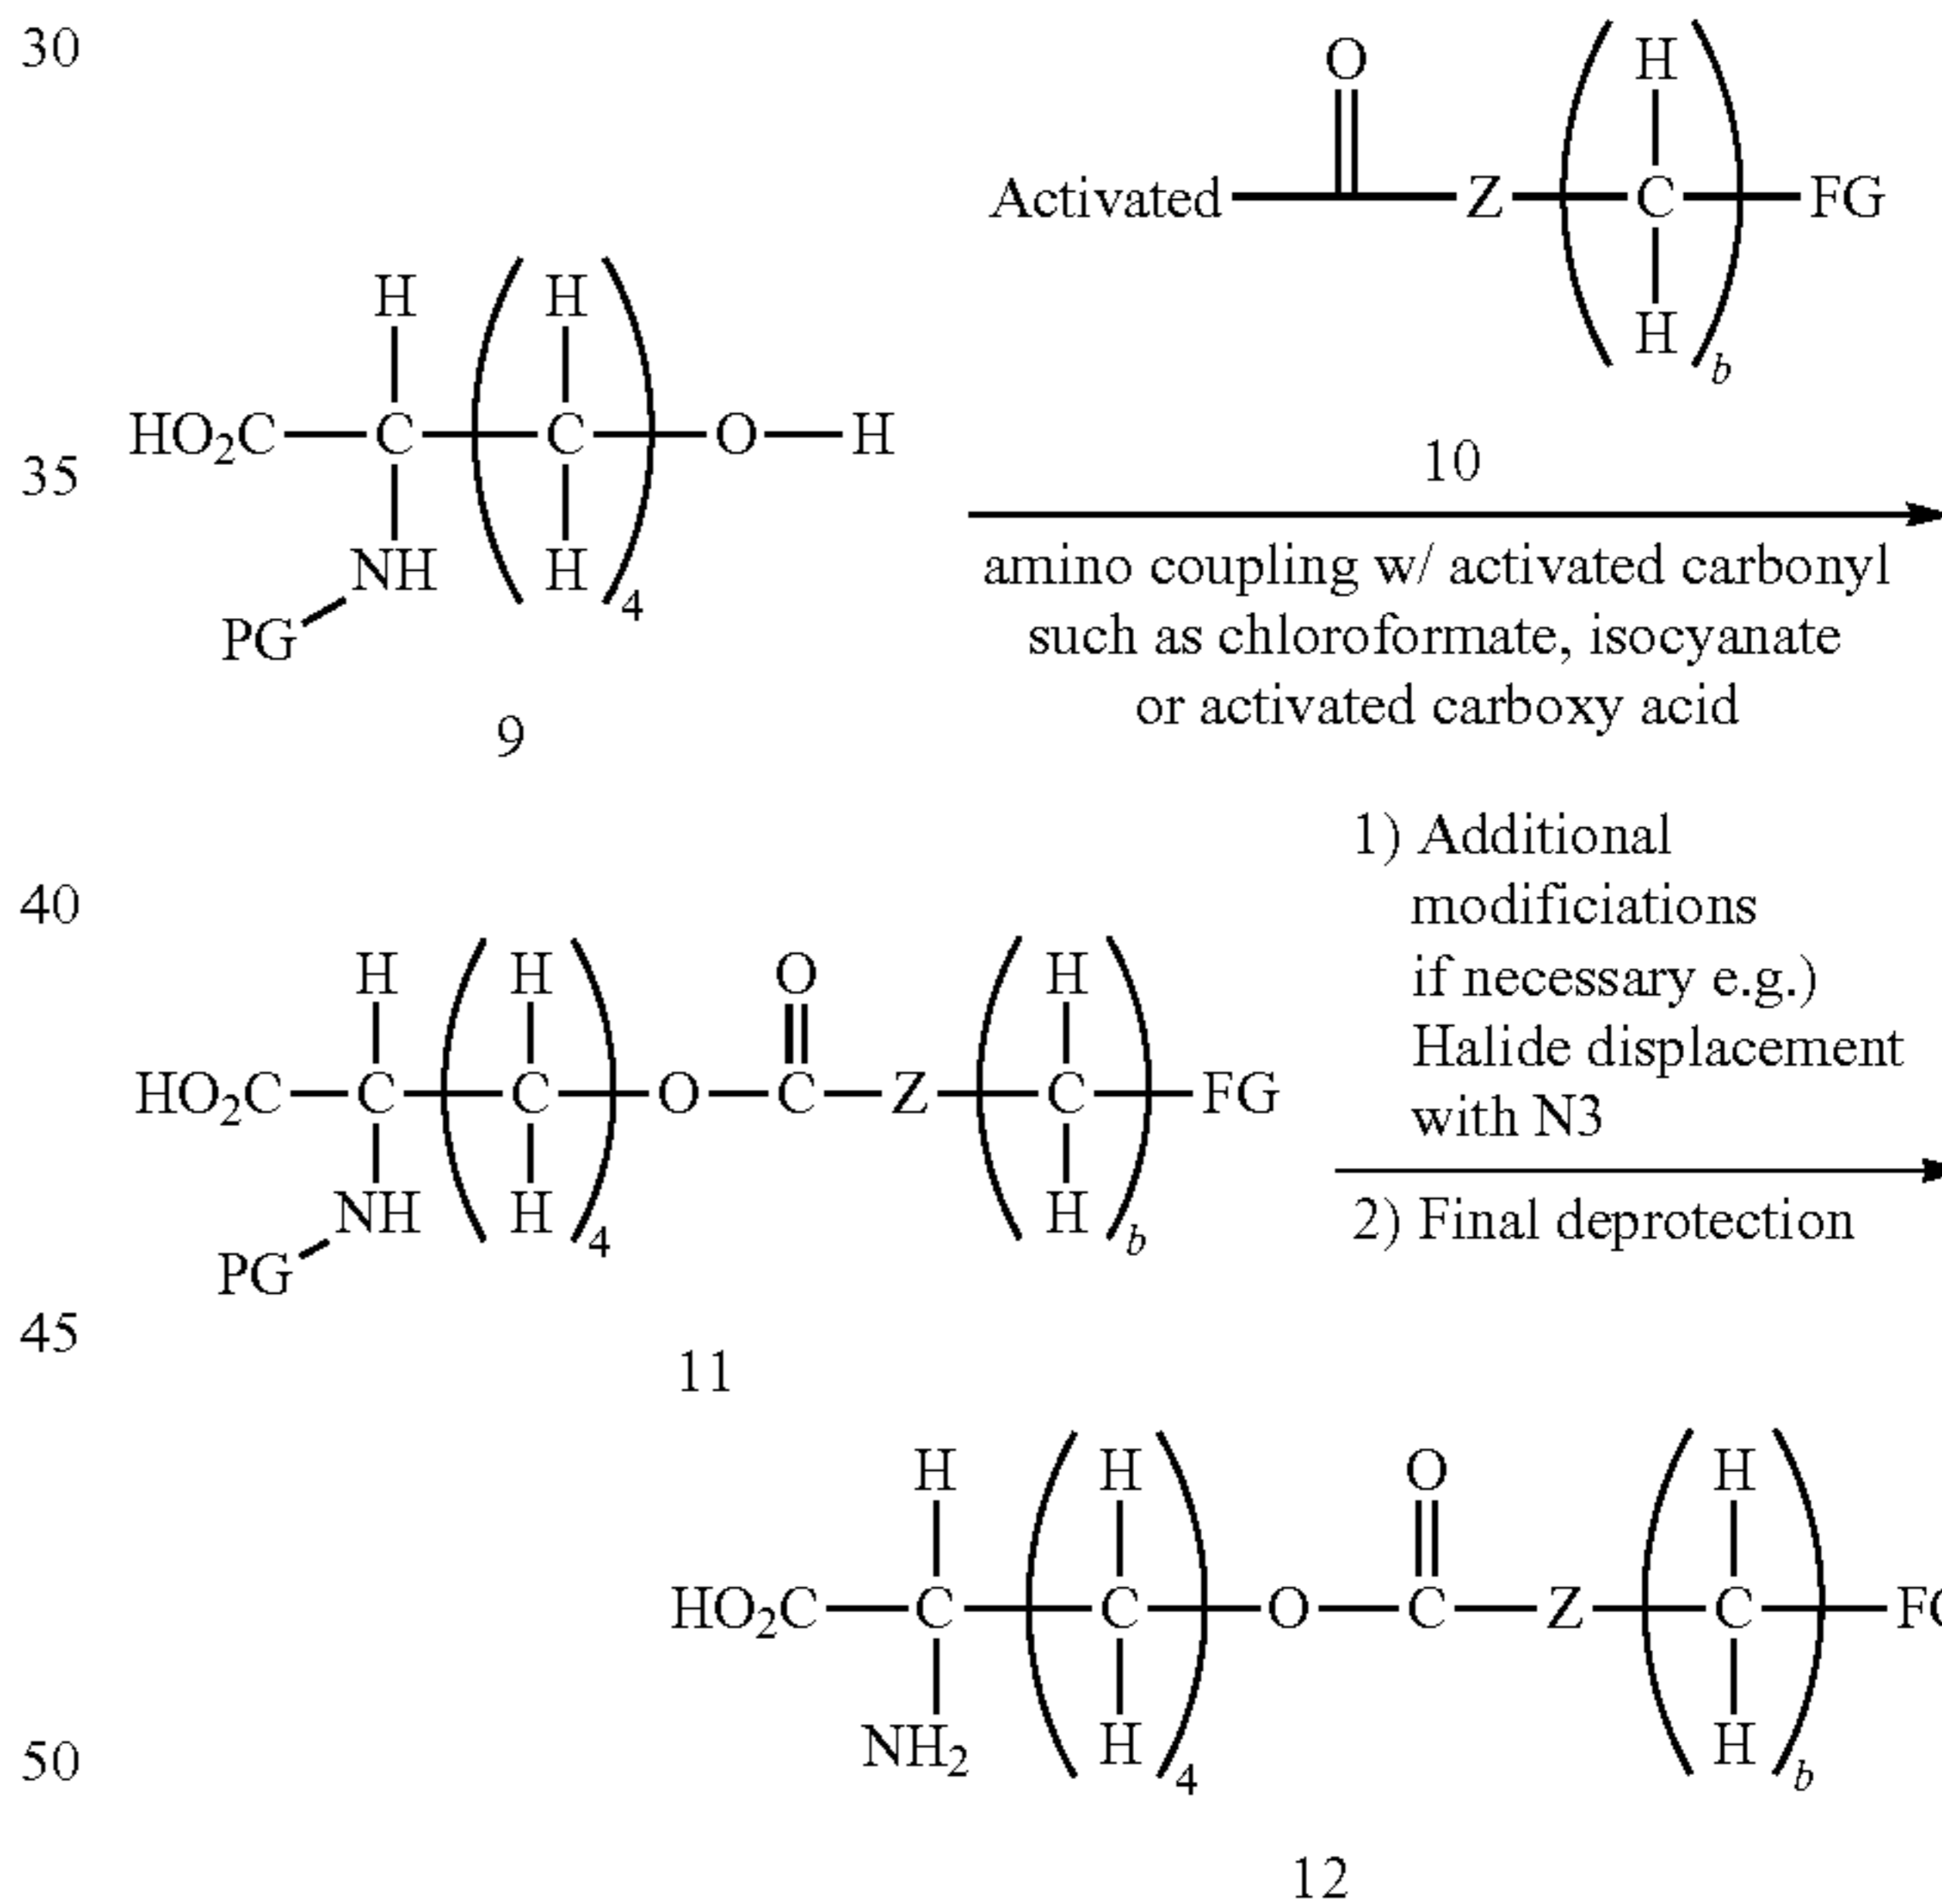 30
O
H
Activated
Z
C
FG
H
b
10
H
H
HO₂C
C
C
O
H
35
NH
H
4
PG
9
amino coupling w/ activated carbonyl
such as chloroformate, isocyanate
or activated carboxy acid
1) Additional
modificiations
if necessary e.g.)
Halide displacement
with N3
2) Final deprotection
40
H
H
O
H
HO₂C
C
C
O
C
Z
C
FG
NH
H
4
H
b
PG
45
11
H
H
O
H
HO₂C
C
C
O
C
Z
C
50
NH₂
H
4
H
b
12